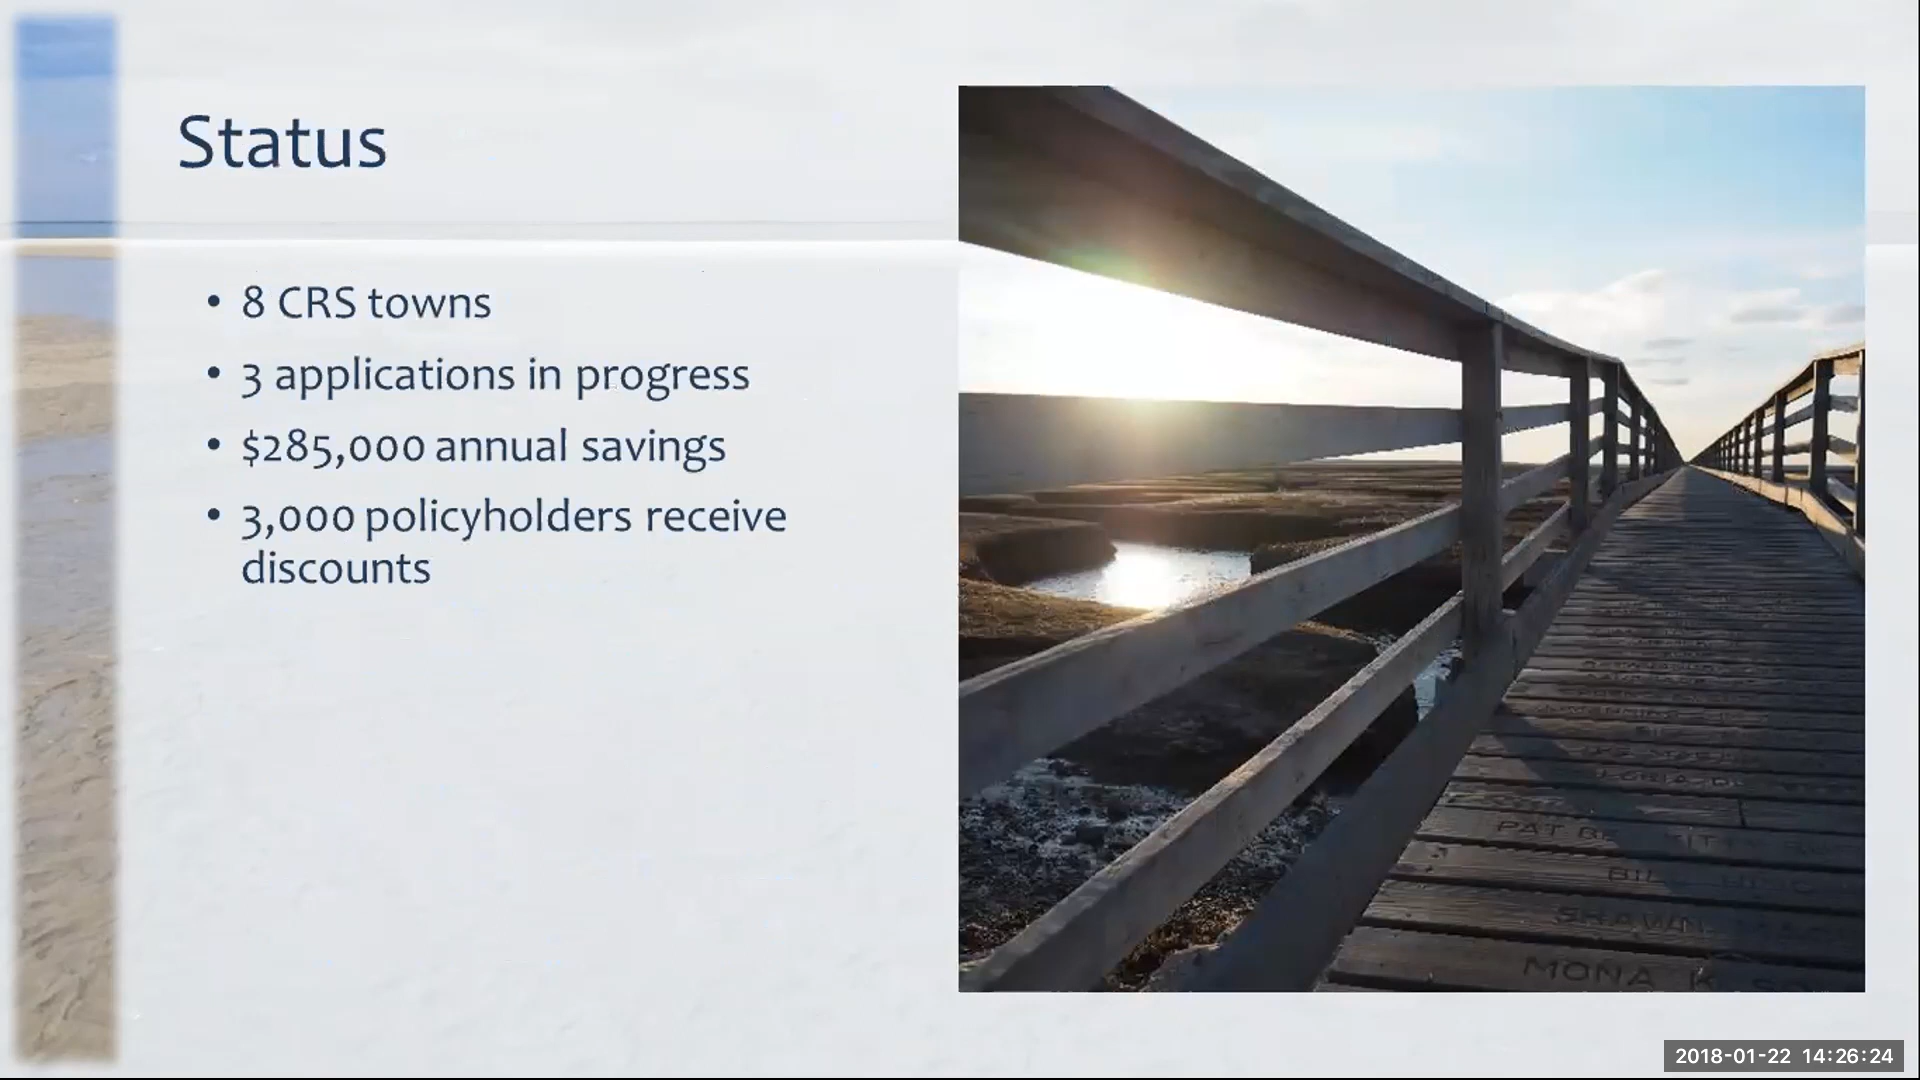 Status
• 8 CRS towns
• 3 applications in progress
• $285,000 annual savings
• 3,000 policyholders receive
discounts
PAT
SHAWN
MONA K
2018-01-22 14:26:24